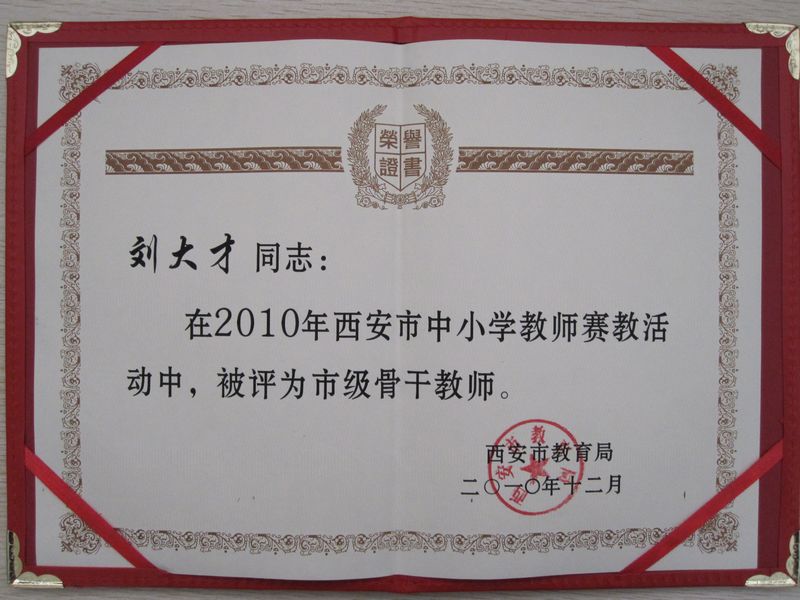 榮譽
證書
刘大才 同志：
在2010年西安市中小学教师赛教活
动中，被评为市级骨干教师。
西安市教育局
二〇一〇年十二月